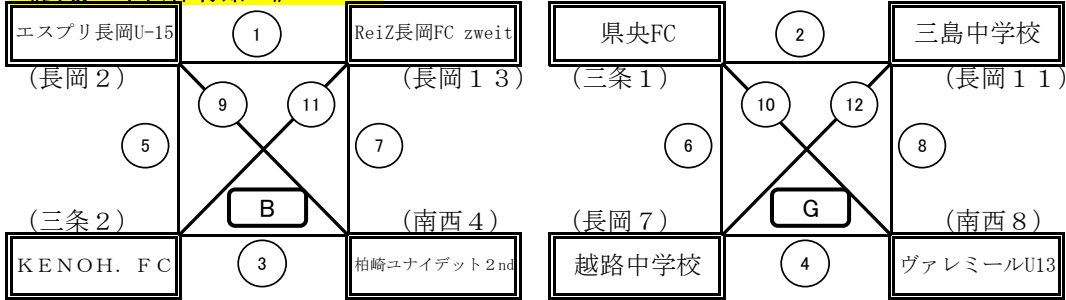 エスプリ長岡U-15 ① ReiZ長岡FC zweit 県央FC ② 三島中学校
(長岡2) (長岡13) (三条1) (長岡11)
9 11 10 12
5 7 6 8
B G
(三条2) (南西4) (長岡7) (南西8)
KENOH. FC 3 柏崎ユナイデット2nd 越路中学校 4 ヴァレミールU13